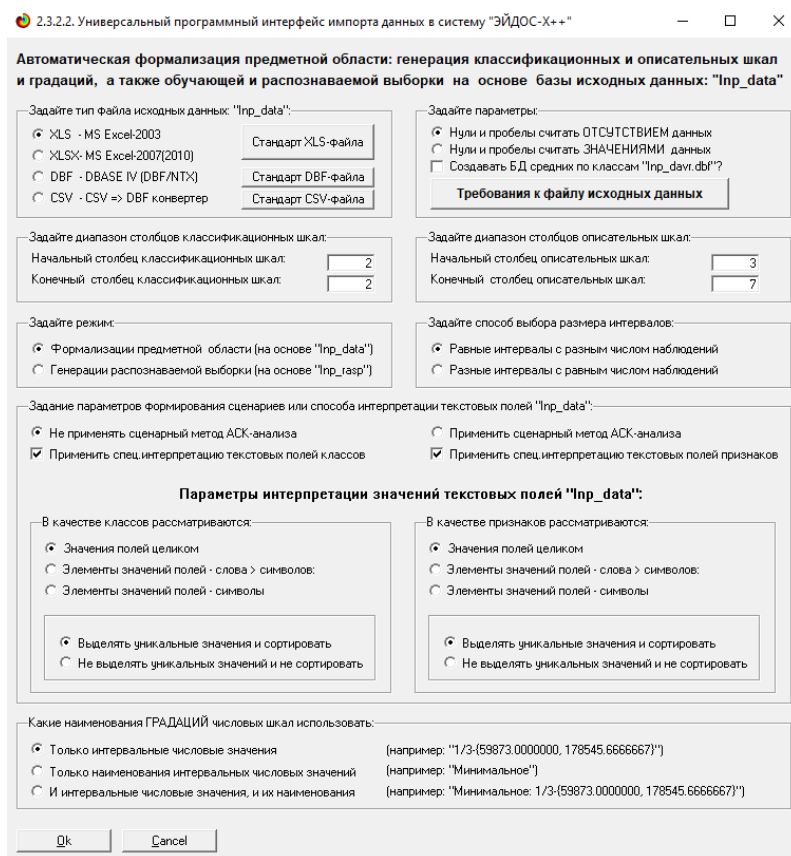 2.3.2.2. Универсальный программный интерфейс импорта данных в систему "ЭЙДОС-X++"
Автоматическая формализация предметной области: генерация классификационных и описательных шкал
и градаций, а также обучающей и распознаваемой выборки на основе базы исходных данных: "Inp_data"
Задайте тип файла исходных данных: "Inp_data":
XLS - MS Excel-2003
XLSX- MS Excel-2007(2010)
DBF - DBASE IV (DBF/NTX)
CSV - CSV => DBF конвертер
Стандарт XLS-файла
Стандарт DBF-файла
Стандарт CSV-файла
Задайте параметры:
Нули и пробелы считать ОТСУТСТВИЕМ данных
Нули и пробелы считать ЗНАЧЕНИЯМИ данных
Создавать БД средних по классам "Inp_davr.dbf"?
Требования к файлу исходных данных
Задайте диапазон столбцов классификационных шкал:
Начальный столбец классификационных шкал: 2
Конечный столбец классификационных шкал: 2
Задайте диапазон столбцов описательных шкал:
Начальный столбец описательных шкал: 3
Конечный столбец описательных шкал: 7
Задайте режим:
Формализации предметной области (на основе "Inp_data")
Генерации распознаваемой выборки (на основе "Inp_rasp")
Задайте способ выбора размера интервалов:
Равные интервалы с разным числом наблюдений
Разные интервалы с равным числом наблюдений
Задание параметров формирования сценариев или способа интерпретации текстовых полей "Inp_data":
Не применять сценарный метод АСК-анализа
Применить сценарный метод АСК-анализа
Применить спец.интерпретацию текстовых полей классов
Применить спец.интерпретацию текстовых полей признаков
Параметры интерпретации значений текстовых полей "Inp_data":
В качестве классов рассматриваются:
Значения полей целиком
Элементы значений полей - слова > символов:
Элементы значений полей - символы
Выделять уникальные значения и сортировать
Не выделять уникальных значений и не сортировать
В качестве признаков рассматриваются:
Значения полей целиком
Элементы значений полей - слова > символов:
Элементы значений полей - символы
Выделять уникальные значения и сортировать
Не выделять уникальных значений и не сортировать
Какие наименования ГРАДАЦИЙ числовых шкал использовать:
Только интервальные числовые значения (например: "1/3-{59873.0000000, 178545.6666667}")
Только наименования интервальных числовых значений (например: "Минимальное")
И интервальные числовые значения, и их наименования (например: "Минимальное: 1/3-{59873.0000000, 178545.6666667}")
Ok Cancel